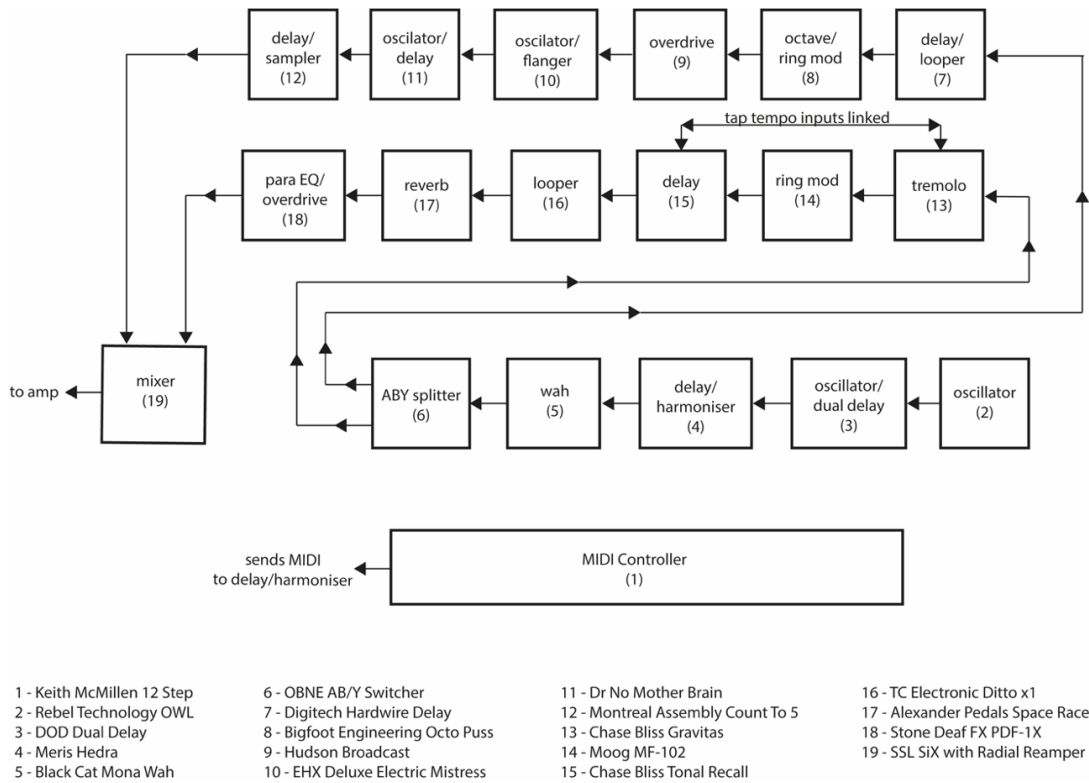 delay/
sampler
(12)
oscilator/
delay
(11)
oscilator/
flanger
(10)
overdrive
(9)
octave/
ring mod
(8)
delay/
looper
(7)
tap tempo inputs linked
para EQ/
overdrive
(18)
reverb
(17)
looper
(16)
delay
(15)
ring mod
(14)
tremolo
(13)
to amp
mixer
(19)
ABY splitter
(6)
wah
(5)
delay/
harmoniser
(4)
oscillator/
dual delay
(3)
oscillator
(2)
sends MIDI
to delay/harmoniser
MIDI Controller
(1)
1 - Keith McMillen 12 Step
2 - Rebel Technology OWL
3 - DOD Dual Delay
4 - Meris Hedra
5 - Black Cat Mona Wah
6 - OBNE AB/Y Switcher
7 - Digitech Hardwire Delay
8 - Bigfoot Engineering Octo Puss
9 - Hudson Broadcast
10 - EHX Deluxe Electric Mistress
11 - Dr No Mother Brain
12 - Montreal Assembly Count To 5
13 - Chase Bliss Gravitas
14 - Moog MF-102
15 - Chase Bliss Tonal Recall
16 - TC Electronic Ditto x1
17 - Alexander Pedals Space Race
18 - Stone Deaf FX PDF-1X
19 - SSL SiX with Radial Reamper